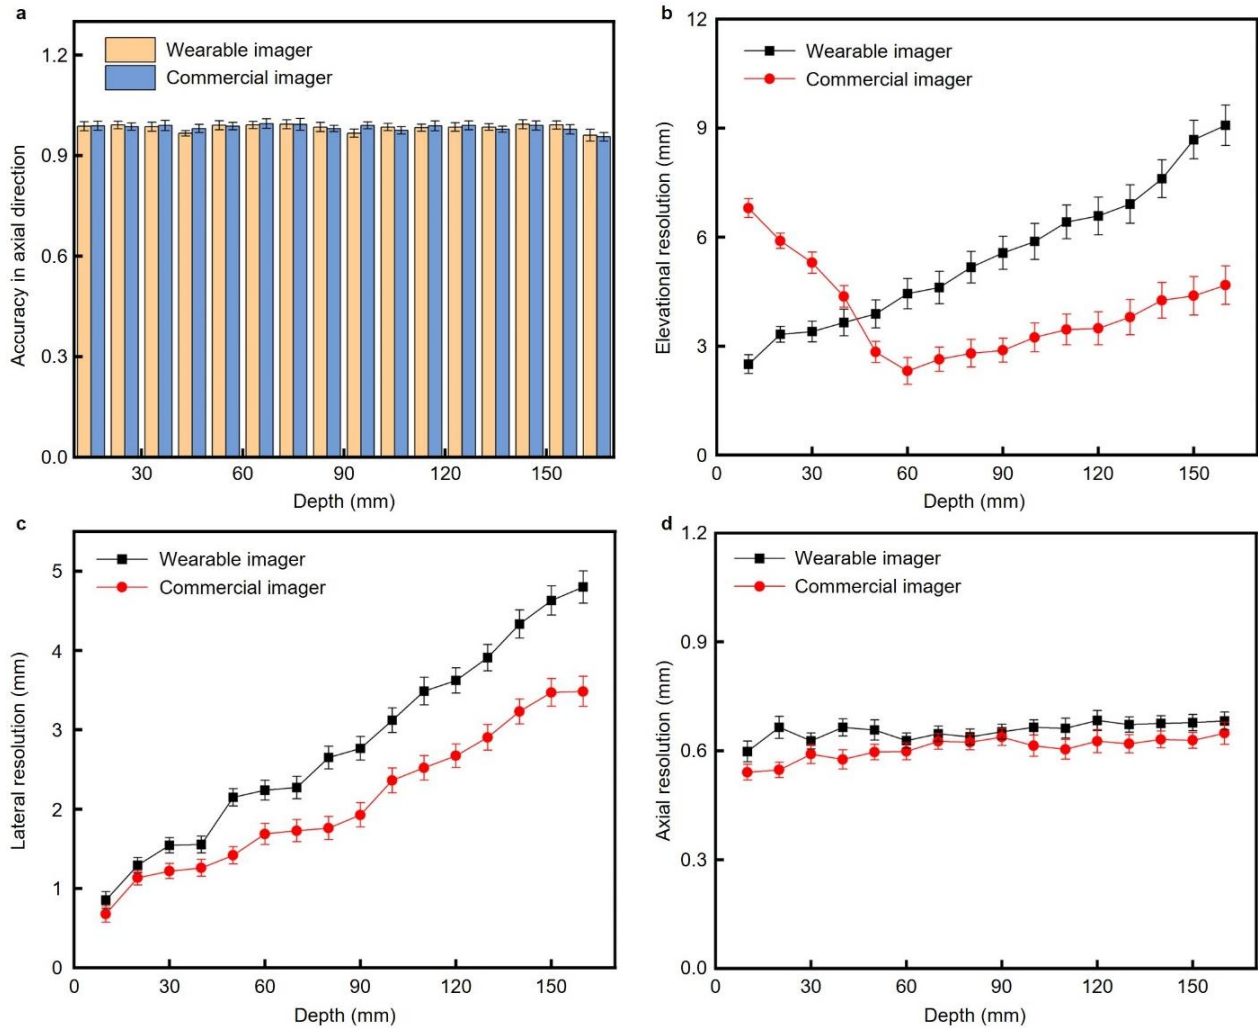 a
Wearable imager
Commercial imager
Accuracy in axial direction
1.2
0.9
0.6
0.3
0.0
30
60
90
120
150
Depth (mm)
b
Wearable imager
Commercial imager
Elevational resolution (mm)
12
9
6
3
0
0
30
60
90
120
150
Depth (mm)
c
Wearable imager
Commercial imager
Lateral resolution (mm)
5
4
3
2
1
0
0
30
60
90
120
150
Depth (mm)
d
Wearable imager
Commercial imager
Axial resolution (mm)
1.2
0.9
0.6
0.3
0.0
0
30
60
90
120
150
Depth (mm)